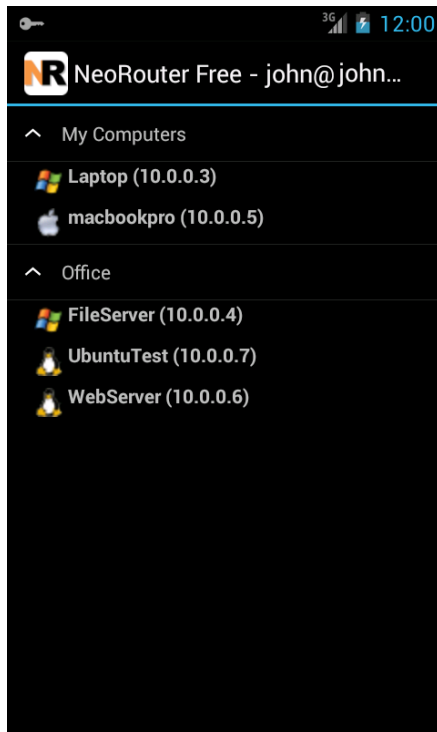 3G 12:00
NR NeoRouter Free - john@john...
My Computers
Laptop (10.0.0.3)
macbookpro (10.0.0.5)
Office
FileServer (10.0.0.4)
UbuntuTest (10.0.0.7)
WebServer (10.0.0.6)